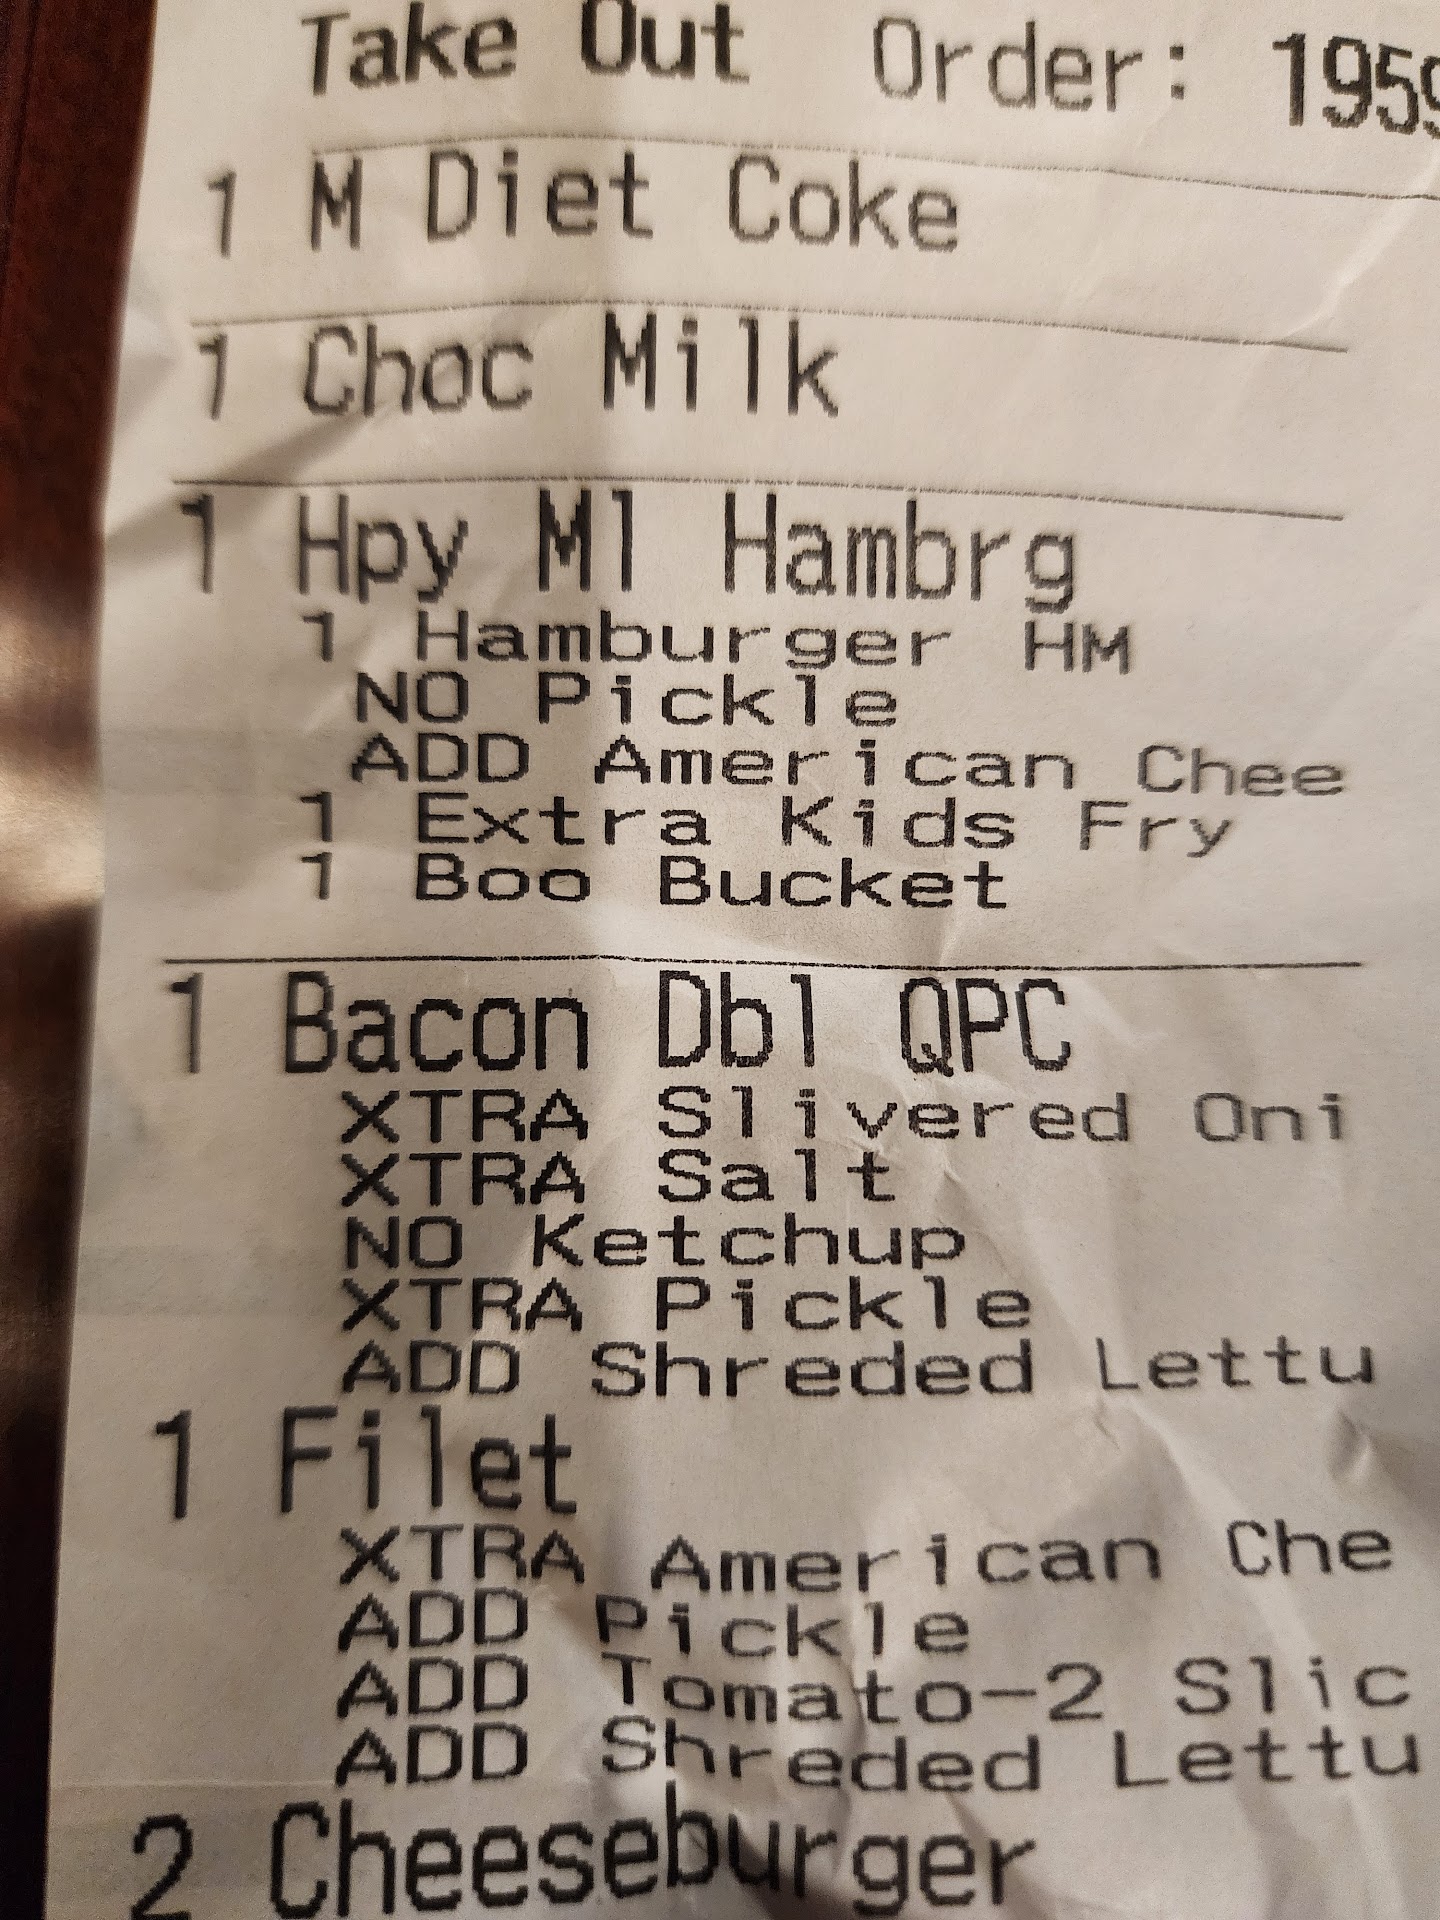 Take Out Order: 1959
1 M Diet Coke
1 Choc Milk
1 Hpy Ml Hambrg
1 Hamburger HM
NO Pickle
ADD American Chee
1 Extra Kids Fry
1 Boo Bucket
1 Bacon Dbl QPC
XTRA Slivered Oni
XTRA Salt
NO Ketchup
XTRA Pickle
ADD Shreded Lettu
1 Filet
XTRA American Che
ADD Pickle
ADD Tomato-2 Slic
ADD Shreded Lettu
2 Cheeseburger